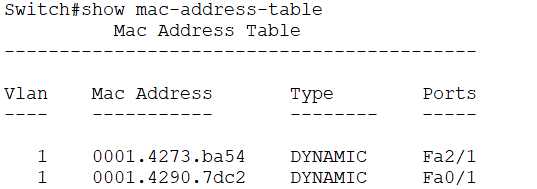 Switch#show mac-address-table
Mac Address Table
-------------------------------------------
Vlan Mac Address Type Ports
---- ----------- -------- -----
1 0001.4273.ba54 DYNAMIC Fa2/1
1 0001.4290.7dc2 DYNAMIC Fa0/1